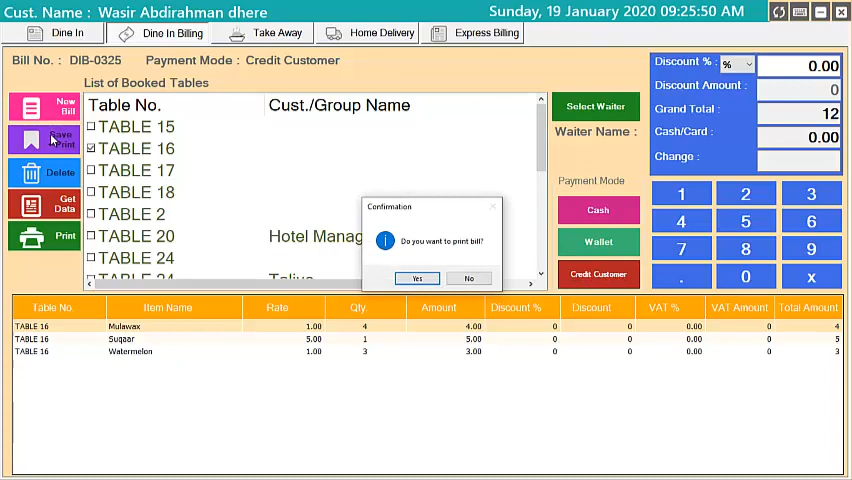 Cust. Name : Wasir Abdirahman dhere
Sunday, 19 January 2020 09:25:50 AM
Dine In
Dine In Billing
Take Away
Home Delivery
Express Billing
Bill No. : DIB-0325 Payment Mode : Credit Customer
List of Booked Tables
New Bill
Save Print
Delete
Get Data
Print
Table No. Cust./Group Name
TABLE 15
TABLE 16
TABLE 17
TABLE 18
TABLE 2
TABLE 20 Hotel Manag
TABLE 24
Confirmation
Do you want to print bill?
Yes
No
Select Waiter
Waiter Name :
Payment Mode
Cash
Wallet
Credit Customer
Discount % : % 0.00
Discount Amount : 0
Grand Total : 12
Cash/Card : 0.00
Change :
1 2 3
4 5 6
7 8 9
. 0 x
Table No. Item Name Rate Qty. Amount Discount % Discount VAT % VAT Amount Total Amount
TABLE 16 Mulawax 1.00 4 4.00 0 0 0.00 0 4
TABLE 16 Suqaar 5.00 1 5.00 0 0 0.00 0 5
TABLE 16 Watermelon 1.00 3 3.00 0 0 0.00 0 3